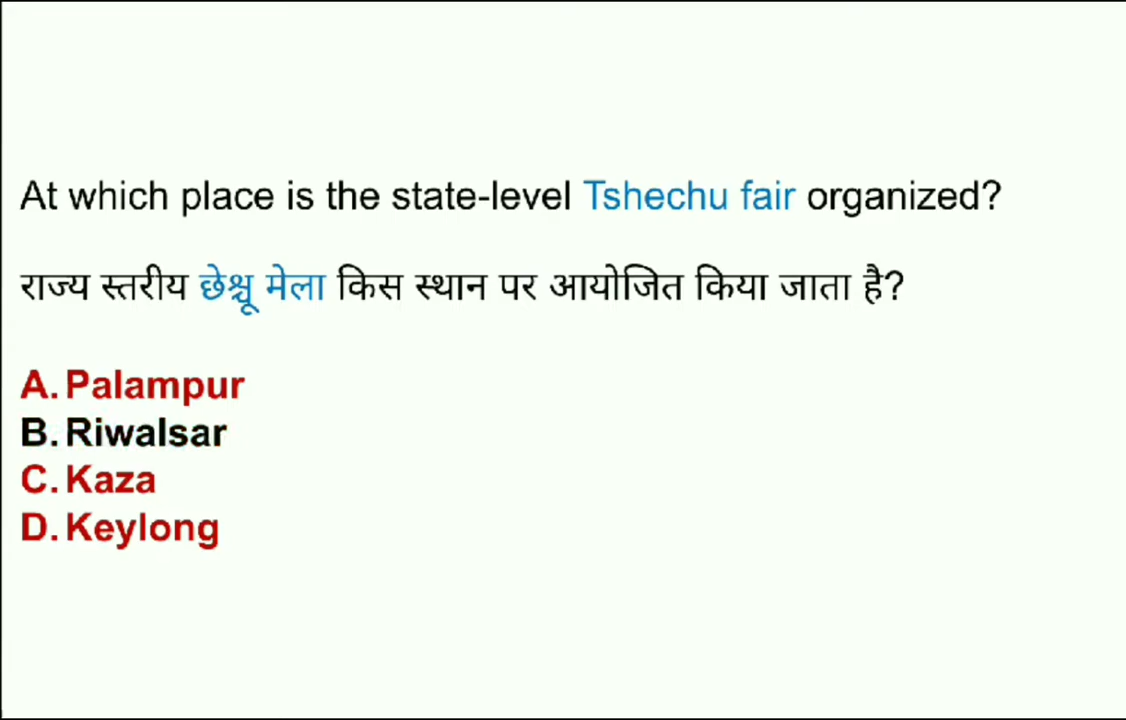 At which place is the state-level Tshechu fair organized?
राज्य स्तरीय छेश्चू मेला किस स्थान पर आयोजित किया जाता है?
A. Palampur
B. Riwalsar
C. Kaza
D. Keylong